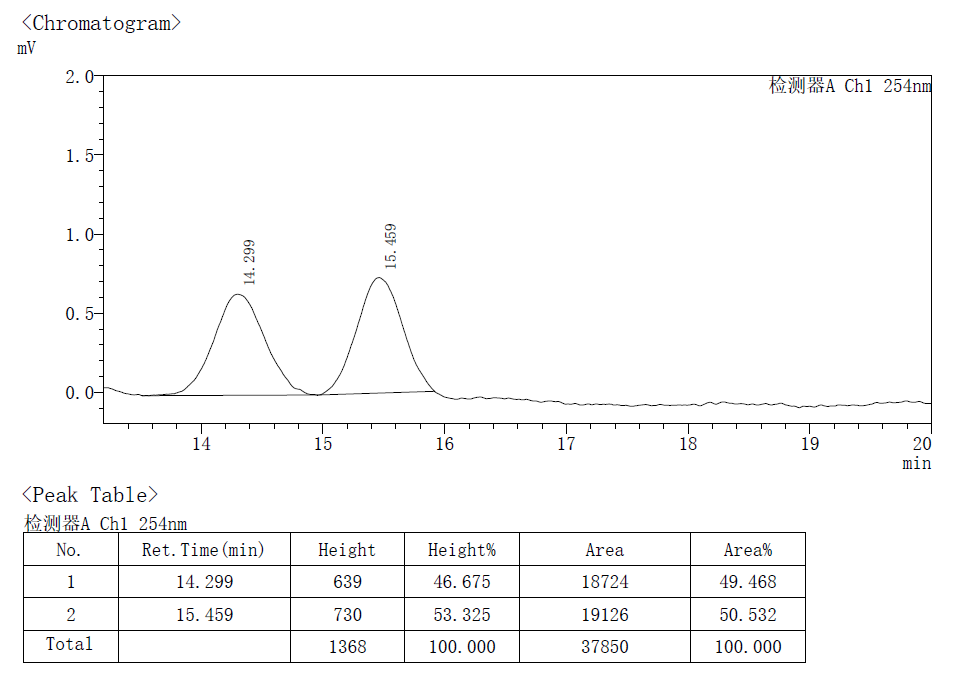 <Chromatogram>
mV
检测器A Ch1 254nm
2.0
1.5
1.0
0.5
0.0
14.299
15.459
14 15 16 17 18 19 20
min
<Peak Table>
检测器A Ch1 254nm
No. Ret.Time(min) Height Height% Area Area%
1 14.299 639 46.675 18724 49.468
2 15.459 730 53.325 19126 50.532
Total 1368 100.000 37850 100.000